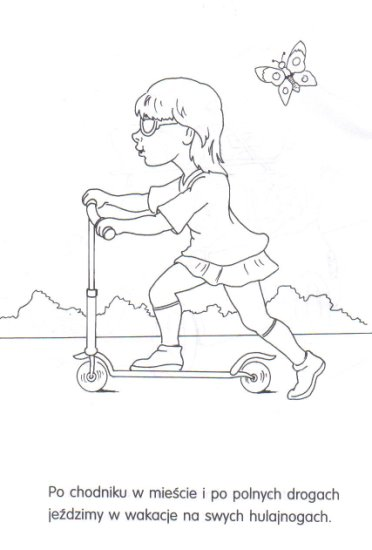 Po chodniku w mieście i po polnych drogach
jeździmy w wakacje na swych hulajnogach.